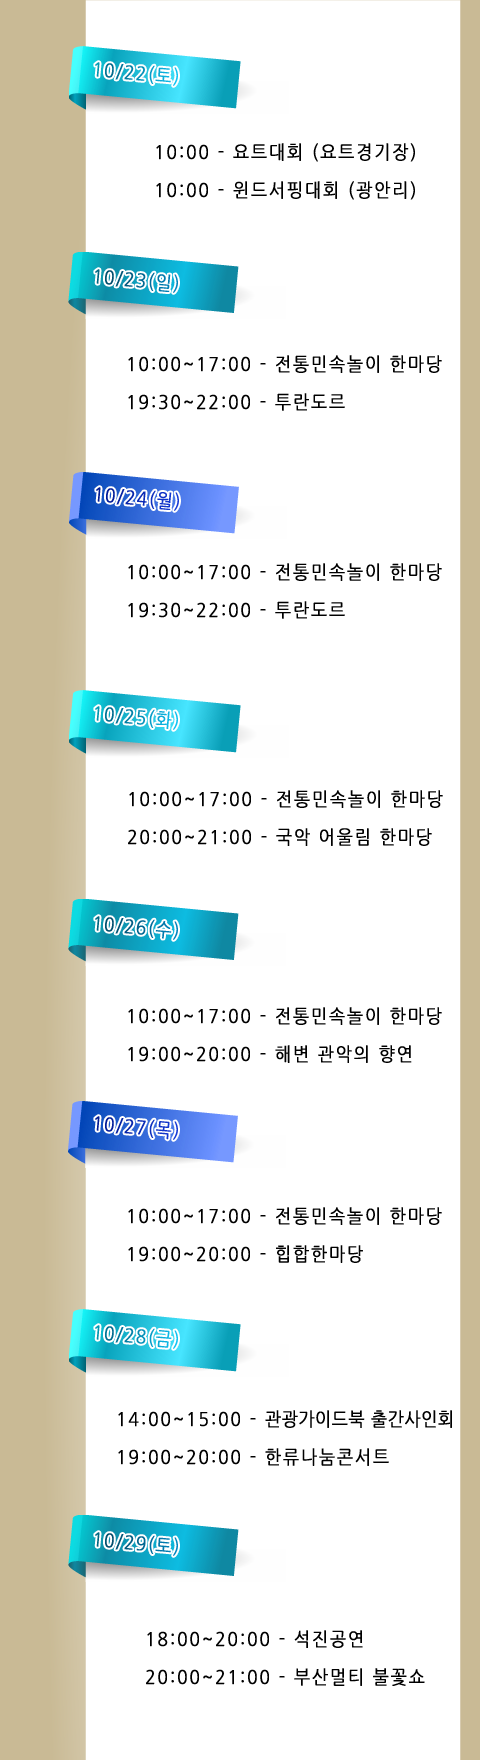 10/22(토)
10:00 - 요트대회 (요트경기장)
10:00 - 윈드서핑대회 (광안리)
10/23(일)
10:00~17:00 - 전통민속놀이 한마당
19:30~22:00 - 투란도르
10/24(월)
10:00~17:00 - 전통민속놀이 한마당
19:30~22:00 - 투란도르
10/25(화)
10:00~17:00 - 전통민속놀이 한마당
20:00~21:00 - 국악 어울림 한마당
10/26(수)
10:00~17:00 - 전통민속놀이 한마당
19:00~20:00 - 해변 관악의 향연
10/27(목)
10:00~17:00 - 전통민속놀이 한마당
19:00~20:00 - 힙합한마당
10/28(금)
14:00~15:00 - 관광가이드북 출간사인회
19:00~20:00 - 한류나눔콘서트
10/29(토)
18:00~20:00 - 석진공연
20:00~21:00 - 부산멀티 불꽃쇼